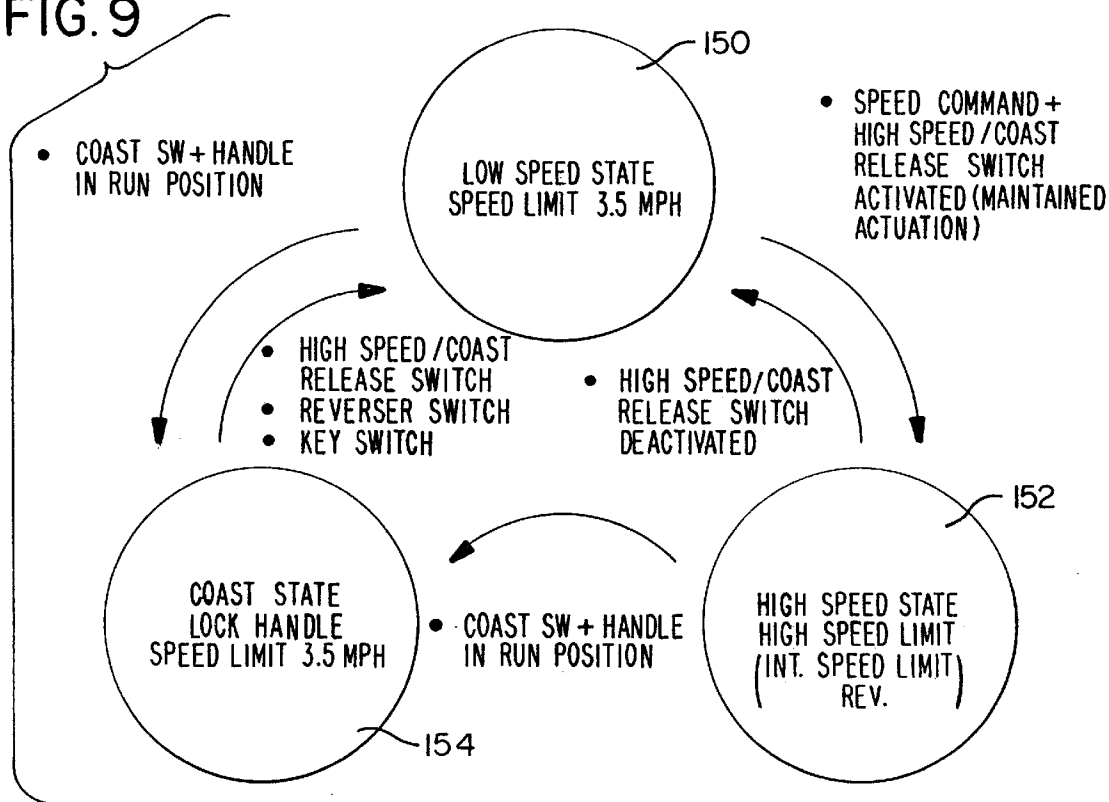 FIG. 9
150
• COAST SW + HANDLE
IN RUN POSITION
LOW SPEED STATE
SPEED LIMIT 3.5 MPH
• SPEED COMMAND +
HIGH SPEED / COAST
RELEASE SWITCH
ACTIVATED (MAINTAINED
ACTUATION)
• HIGH SPEED / COAST
RELEASE SWITCH
• REVERSER SWITCH
• KEY SWITCH
• HIGH SPEED/COAST
RELEASE SWITCH
DEACTIVATED
152
COAST STATE
LOCK HANDLE
SPEED LIMIT 3.5 MPH
• COAST SW + HANDLE
IN RUN POSITION
HIGH SPEED STATE
HIGH SPEED LIMIT
(INT. SPEED LIMIT)
REV.
154